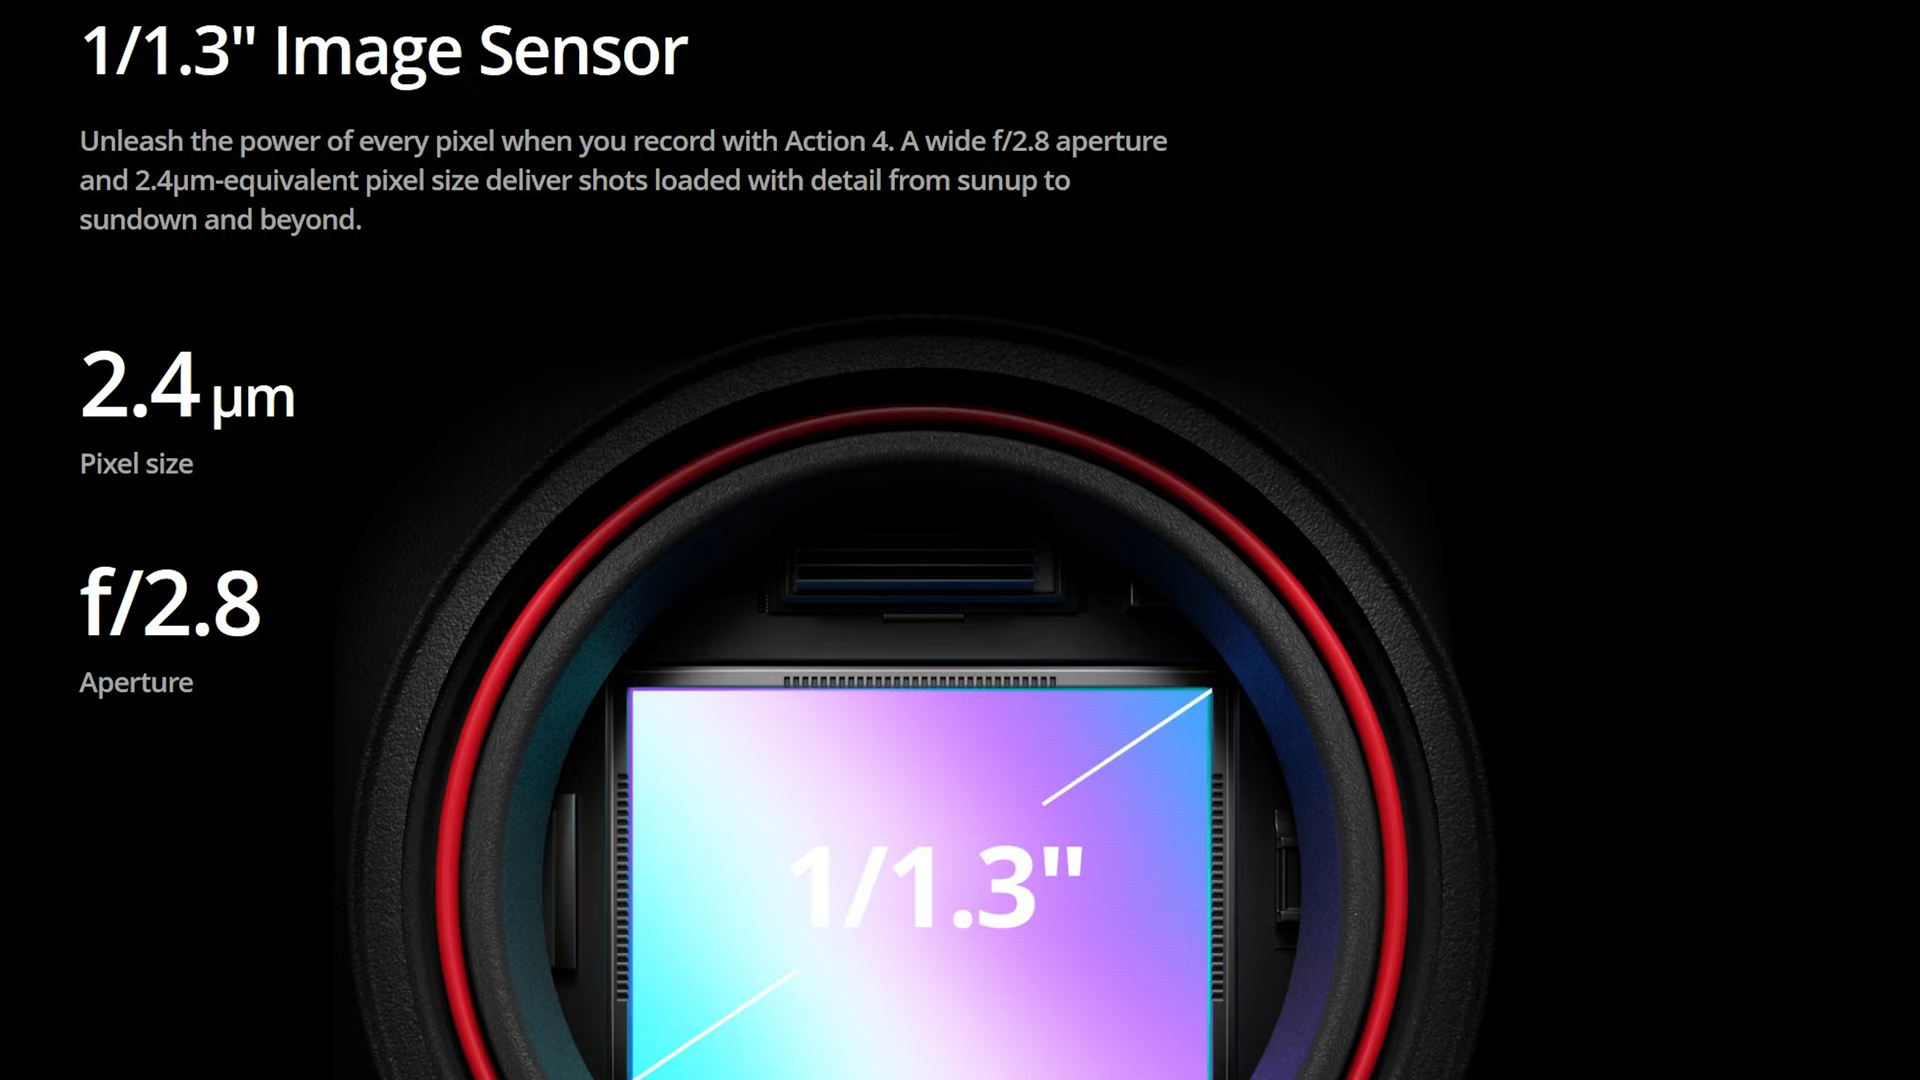 1/1.3" Image Sensor
Unleash the power of every pixel when you record with Action 4. A wide f/2.8 aperture
and 2.4μm-equivalent pixel size deliver shots loaded with detail from sunup to
sundown and beyond.
2.4 μm
Pixel size
f/2.8
Aperture
1/1.3"